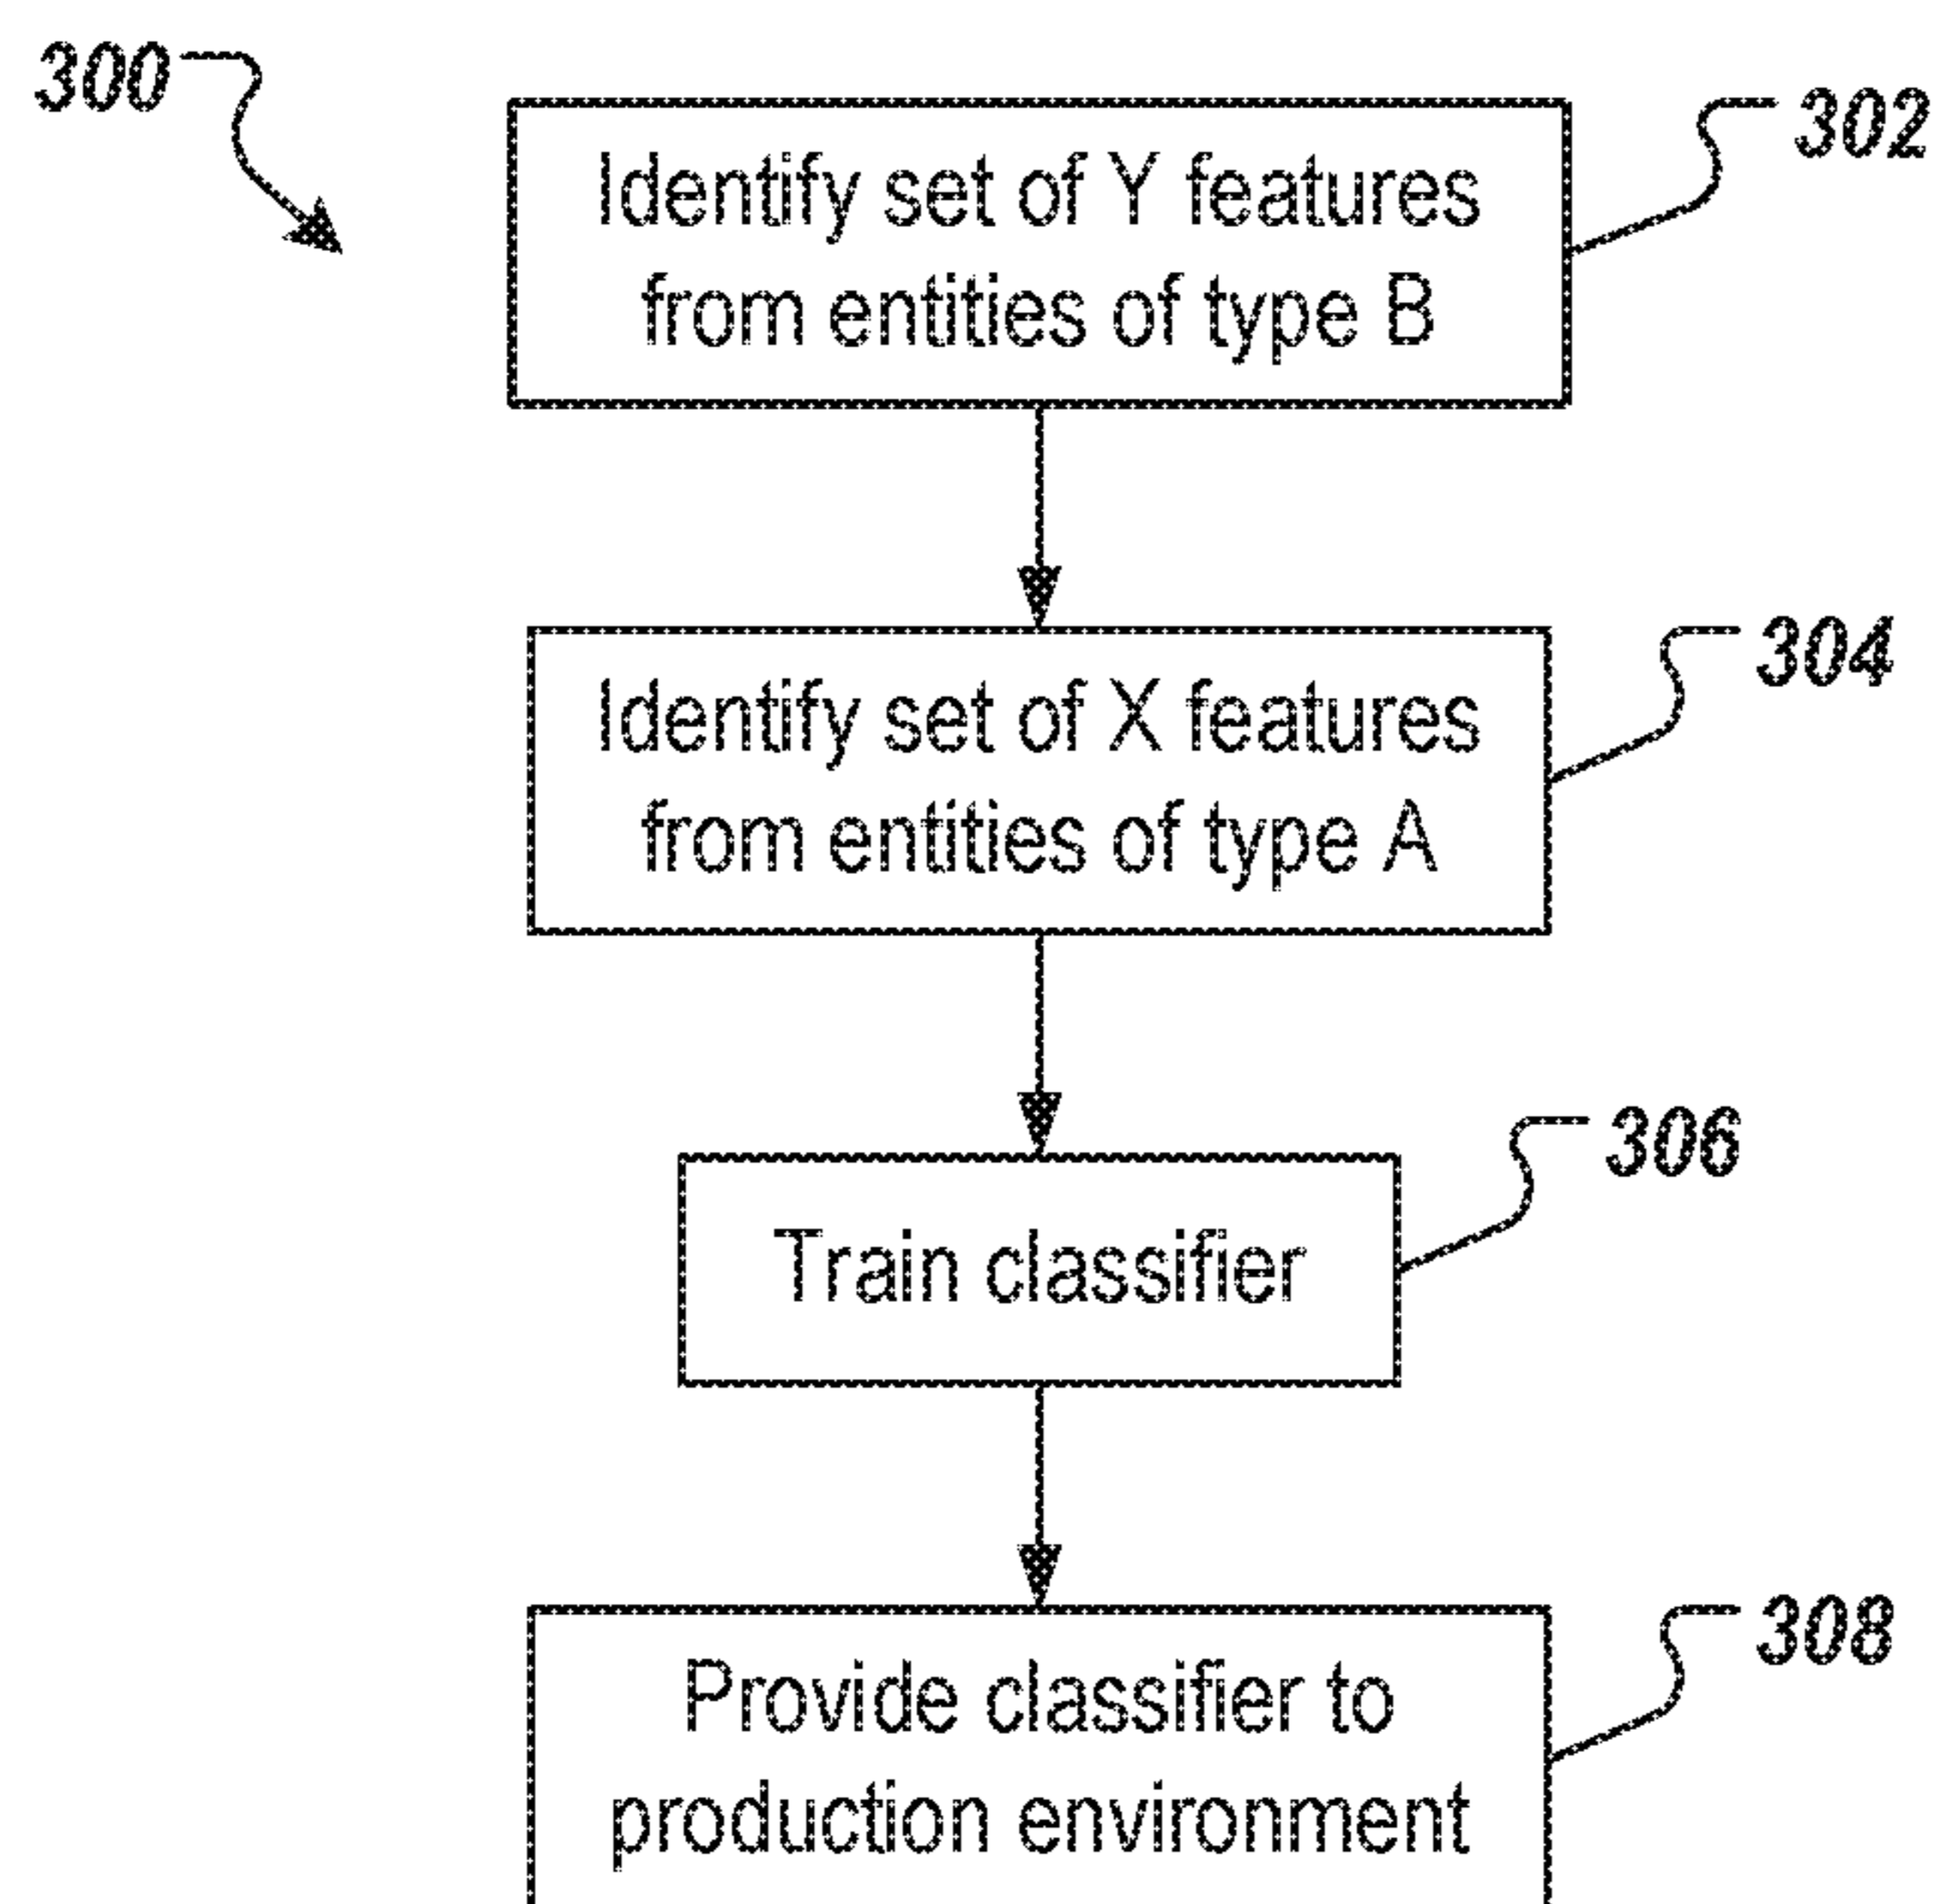 300
302
Identify set of Y features
from entities of type B
304
Identify set of X features
from entities of type A
306
Train classifier
308
Provide classifier to
production environment